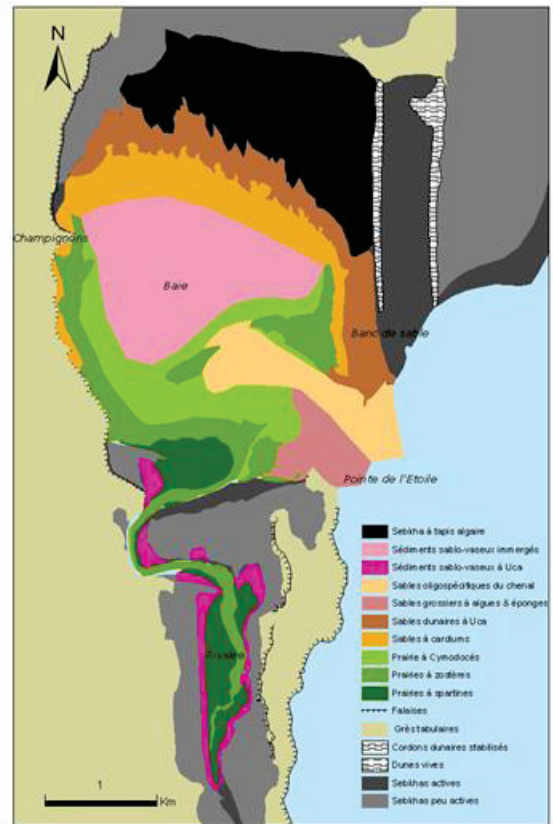 N
Champignons
Baie
Banc de sable
Pointe de l'Etoile
Rivière
1
Km
Sebkha à tapis algaire
Sédiments sablo-vaseux immergés
Sédiments sablo-vaseux à Uca
Sables oligospécifiques du chenal
Sables grossiers à algues & éponges
Sables dunaires à Uca
Sables à cardiums
Prairie à Cymodocés
Prairies à zostères
Prairies à spartines
Falaises
Grès tabulaires
Cordons dunaires stabilisés
Dunes vives
Sebkhas actives
Sebkhas peu actives